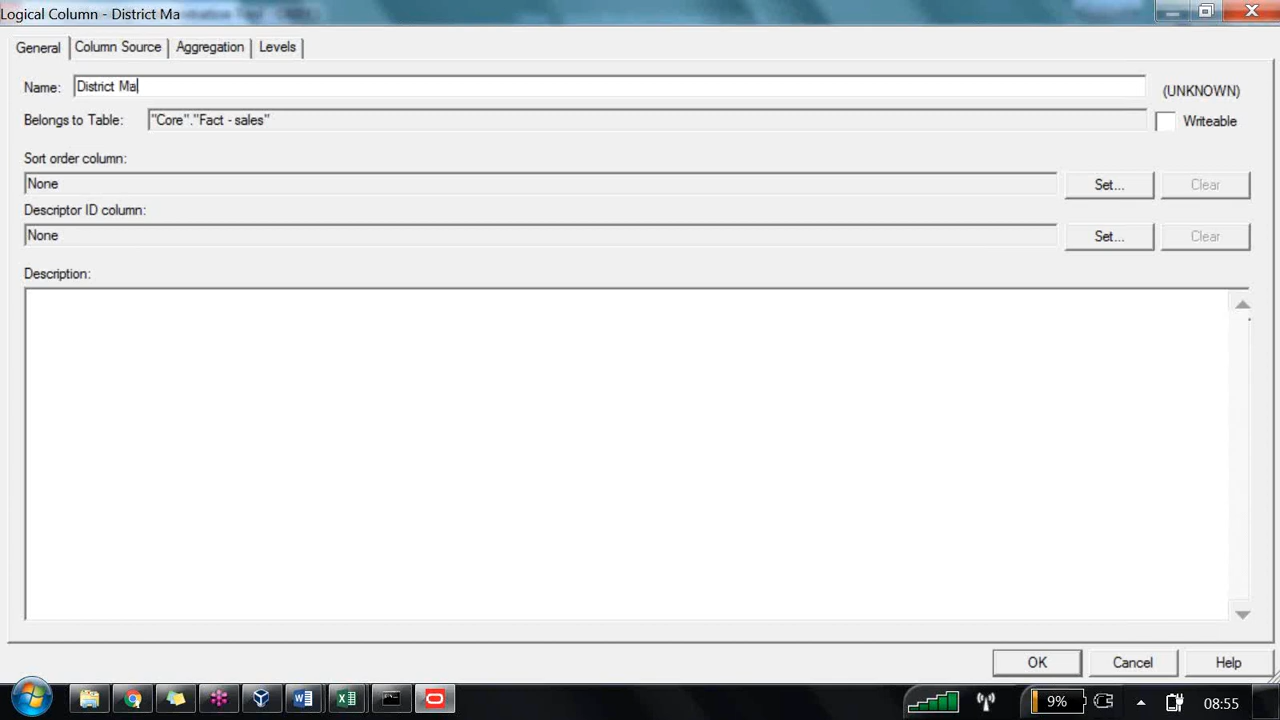 Logical Column - District Ma
General
Column Source
Aggregation
Levels
Name:
District Ma
(UNKNOWN)
Belongs to Table:
"Core"."Fact - sales"
Writeable
Sort order column:
None
Set...
Clear
Descriptor ID column:
None
Set...
Clear
Description:
OK
Cancel
Help
9%
08:55